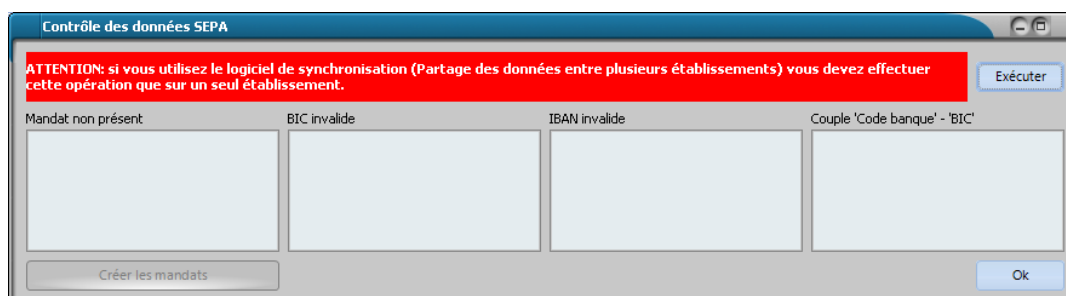 Contrôle des données SEPA
ATTENTION: si vous utilisez le logiciel de synchronisation (Partage des données entre plusieurs établissements) vous devez effectuer
cette opération que sur un seul établissement.
Exécuter
Mandat non présent
BIC invalide
IBAN invalide
Couple 'Code banque' - 'BIC'
Créer les mandats
Ok